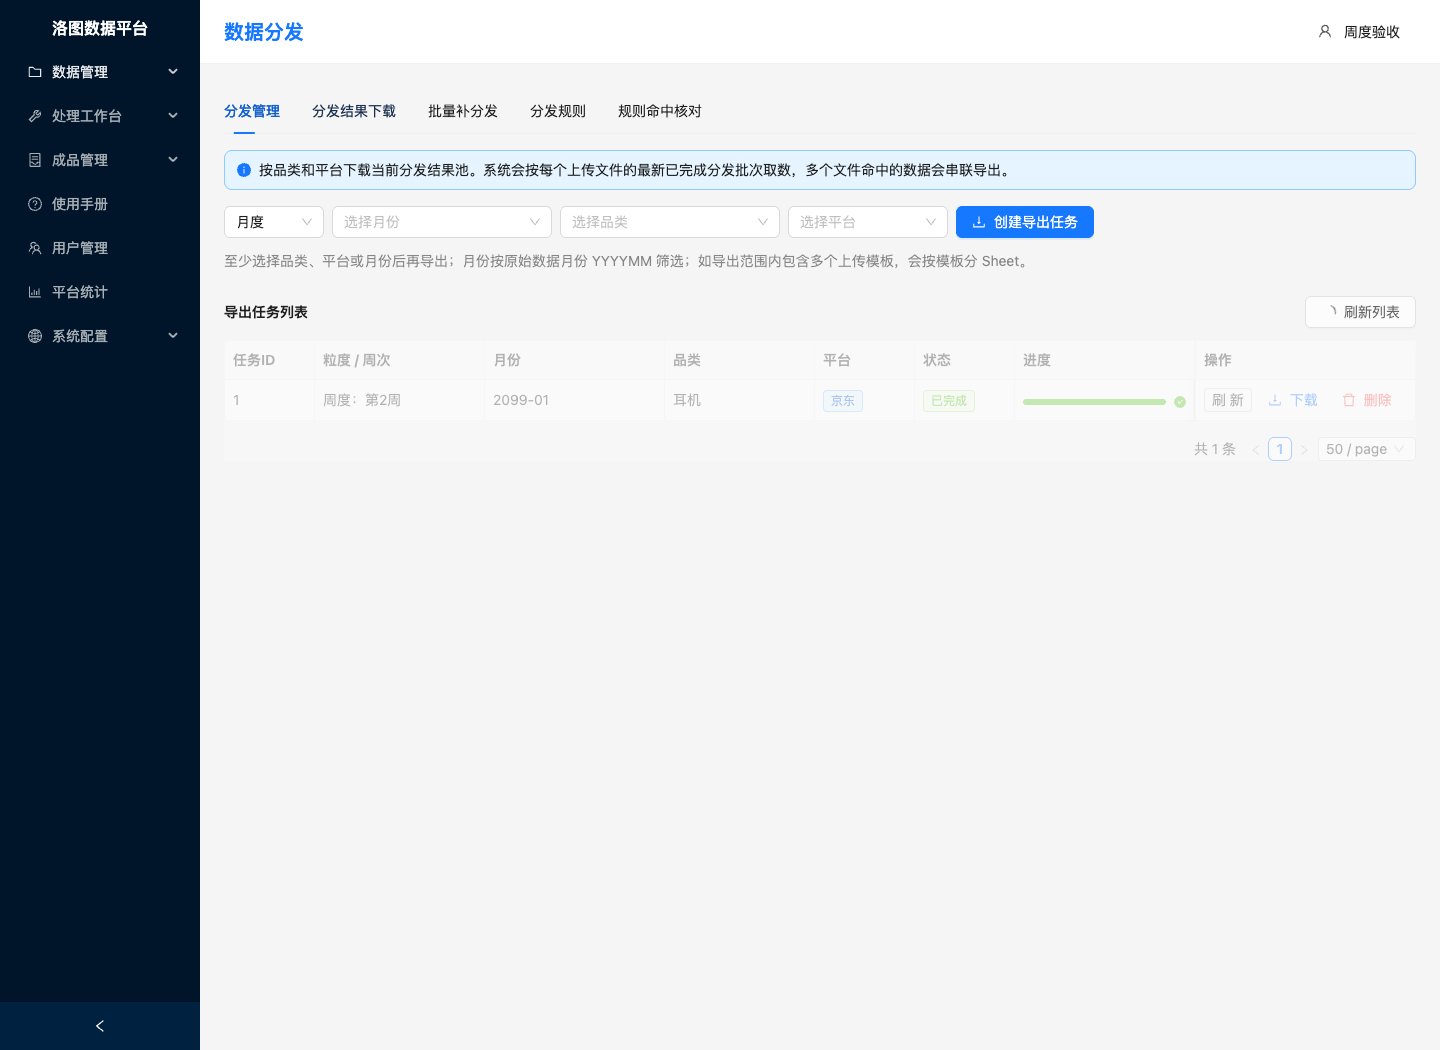 洛图数据平台
数据管理
处理工作台
成品管理
使用手册
用户管理
平台统计
系统配置
数据分发
周度验收
分发管理 分发结果下载 批量补分发 分发规则 规则命中核对
按品类和平台下载当前分发结果池。系统会按每个上传文件的最新已完成分发批次取数，多个文件命中的数据会串联导出。
月度 选择月份 选择品类 选择平台 创建导出任务
至少选择品类、平台或月份后再导出；月份按原始数据月份 YYYYMM 筛选；如导出范围内包含多个上传模板，会按模板分 Sheet。
导出任务列表 刷新列表
任务ID 粒度 / 周次 月份 品类 平台 状态 进度 操作
1 周度：第2周 2099-01 耳机 京东 已完成 刷 新 下载 删除
共 1 条 1 50 / page